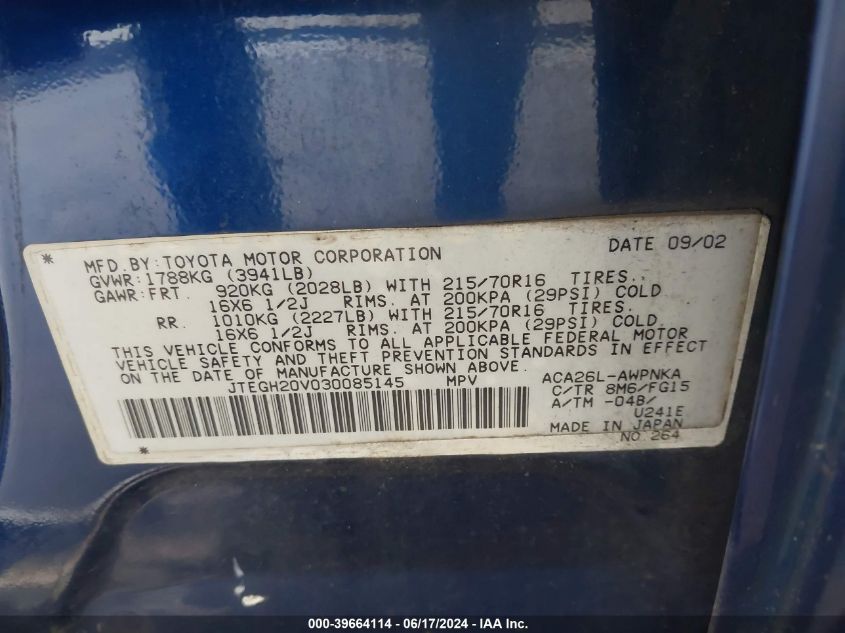 DATE 09/02
* MFD.BY:TOYOTA MOTOR CORPORATION
GVWR:1788KG (3941LB)
GAWR:FRT. 920KG (2028LB) WITH 215/70R16 TIRES.
16X6 1/2J RIMS. AT 200KPA (29PSI) COLD
RR. 1010KG (2227LB) WITH 215/70R16 TIRES.
16X6 1/2J RIMS. AT 200KPA (29PSI) COLD.
THIS VEHICLE CONFORMS TO ALL APPLICABLE FEDERAL MOTOR
VEHICLE SAFETY AND THEFT PREVENTION STANDARDS IN EFFECT
ON THE DATE OF MANUFACTURE SHOWN ABOVE.
JTEGH20V030085145 MPV
ACA26L-AWPNKA
C/TR 8M6/FG15
A/TM -04B/
U241E
MADE IN JAPAN
* NO.264 *
000-39664114 - 06/17/2024 - IAA Inc.